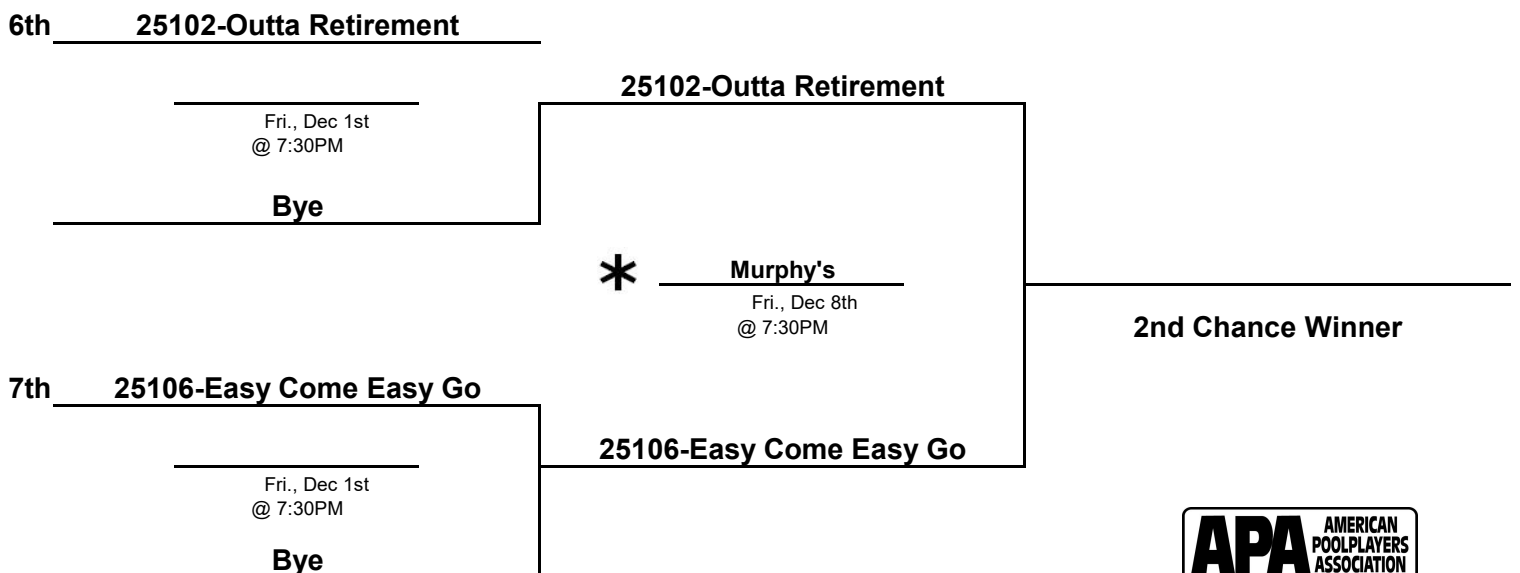 6th 25102-Outta Retirement
25102-Outta Retirement
Fri., Dec 1st
@ 7:30PM
Bye
* Murphy's
Fri., Dec 8th
@ 7:30PM
2nd Chance Winner
7th 25106-Easy Come Easy Go
25106-Easy Come Easy Go
Fri., Dec 1st
@ 7:30PM
Bye
APA AMERICAN
POOLPLAYERS
ASSOCIATION